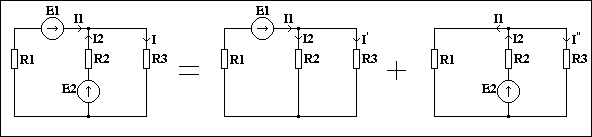 E1 I1
I2 I
R1 R2 R3
E2
=
E1 I1
I2 I'
R1 R2 R3
+
I1
I2 I"
R1 R2 R3
E2